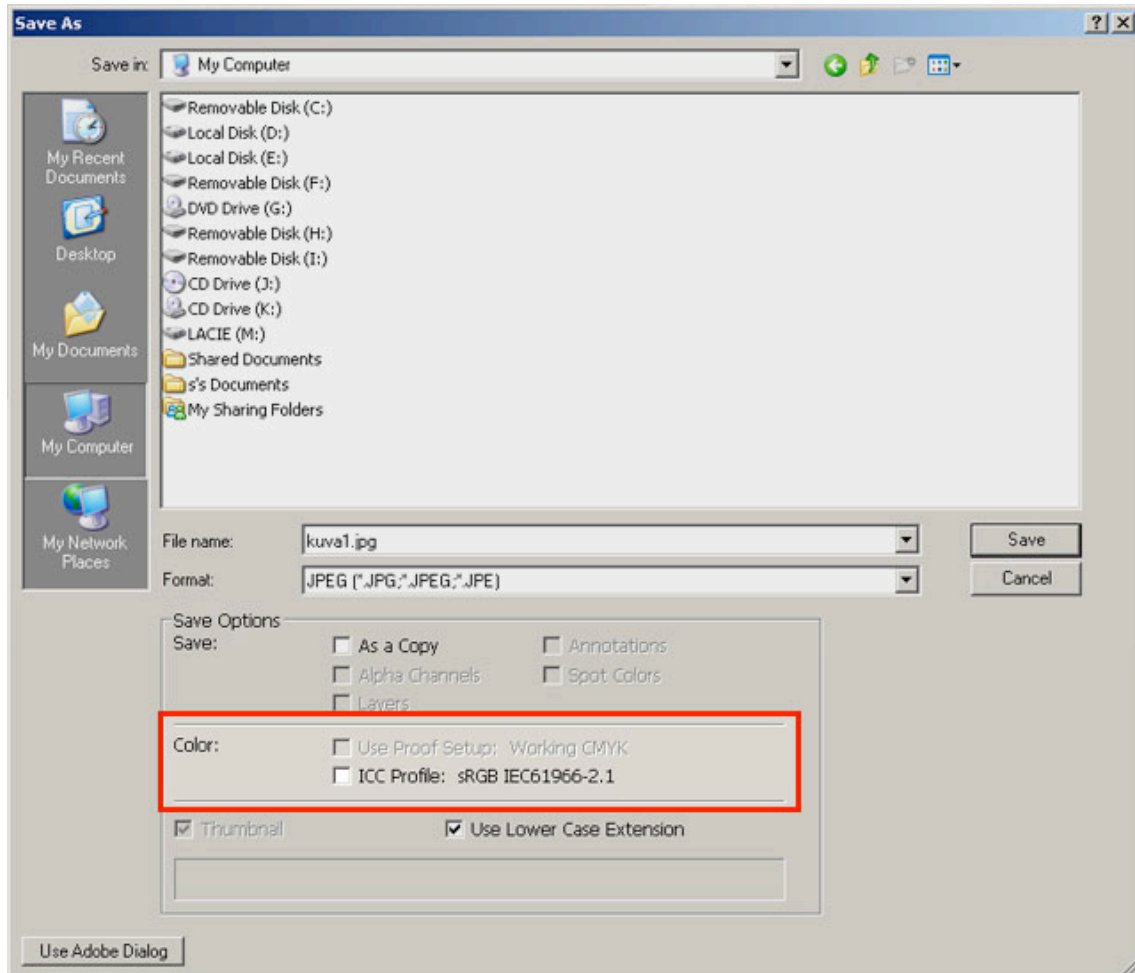 Save As
Save in:
My Computer
My Recent
Documents
Desktop
My Documents
My Computer
My Network
Places
Removable Disk (C:)
Local Disk (D:)
Local Disk (E:)
Removable Disk (F:)
DVD Drive (G:)
Removable Disk (H:)
Removable Disk (I:)
CD Drive (J:)
CD Drive (K:)
LACIE (M:)
Shared Documents
s's Documents
My Sharing Folders
File name:
kuva1.jpg
Save
Format:
JPEG (*.JPG;*.JPEG;*.JPE)
Cancel
Save Options
Save:
As a Copy
Annotations
Alpha Channels
Spot Colors
Layers
Color:
Use Proof Setup: Working CMYK
ICC Profile: sRGB IEC61966-2.1
Thumbnail
Use Lower Case Extension
Use Adobe Dialog